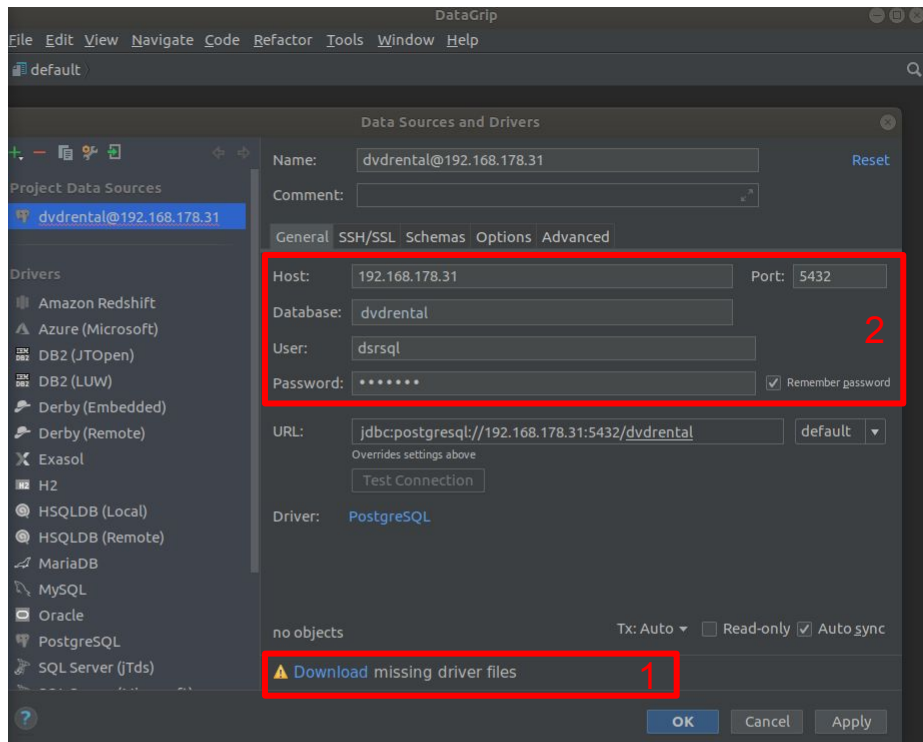 DataGrip
File Edit View Navigate Code Refactor Tools Window Help
default
Data Sources and Drivers
Name: dvdrental@192.168.178.31 Reset
Project Data Sources
Comment:
dvdrental@192.168.178.31
General SSH/SSL Schemas Options Advanced
Drivers
Host: 192.168.178.31 Port: 5432
Amazon Redshift
Database: dvdrental
Azure (Microsoft)
2
DB2 (JTOpen)
User: dsrsql
DB2 (LUW)
Password: ••••••• Remember password
Derby (Embedded)
Derby (Remote)
URL: jdbc:postgresql://192.168.178.31:5432/dvdrental default
Overrides settings above
Exasol
Test Connection
H2
HSQLDB (Local)
Driver: PostgreSQL
HSQLDB (Remote)
MariaDB
MySQL
Oracle
no objects Tx: Auto Read-only Auto sync
PostgreSQL
SQL Server (jTds)
Download missing driver files 1
? OK Cancel Apply